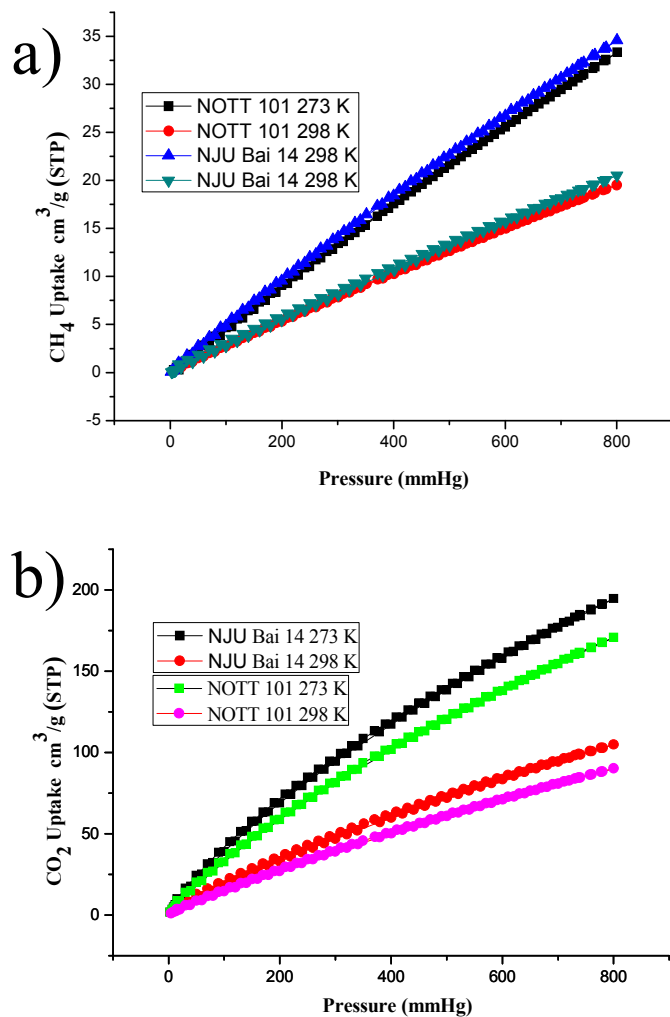 a)
35
30
25
20
15
10
5
0
-5
CH4 Uptake cm3/g (STP)
NOTT 101 273 K
NOTT 101 298 K
NJU Bai 14 298 K
NJU Bai 14 298 K
0 200 400 600 800
Pressure (mmHg)
b)
200
150
100
50
0
CO2 Uptake cm3/g (STP)
NJU Bai 14 273 K
NJU Bai 14 298 K
NOTT 101 273 K
NOTT 101 298 K
0 200 400 600 800
Pressure (mmHg)